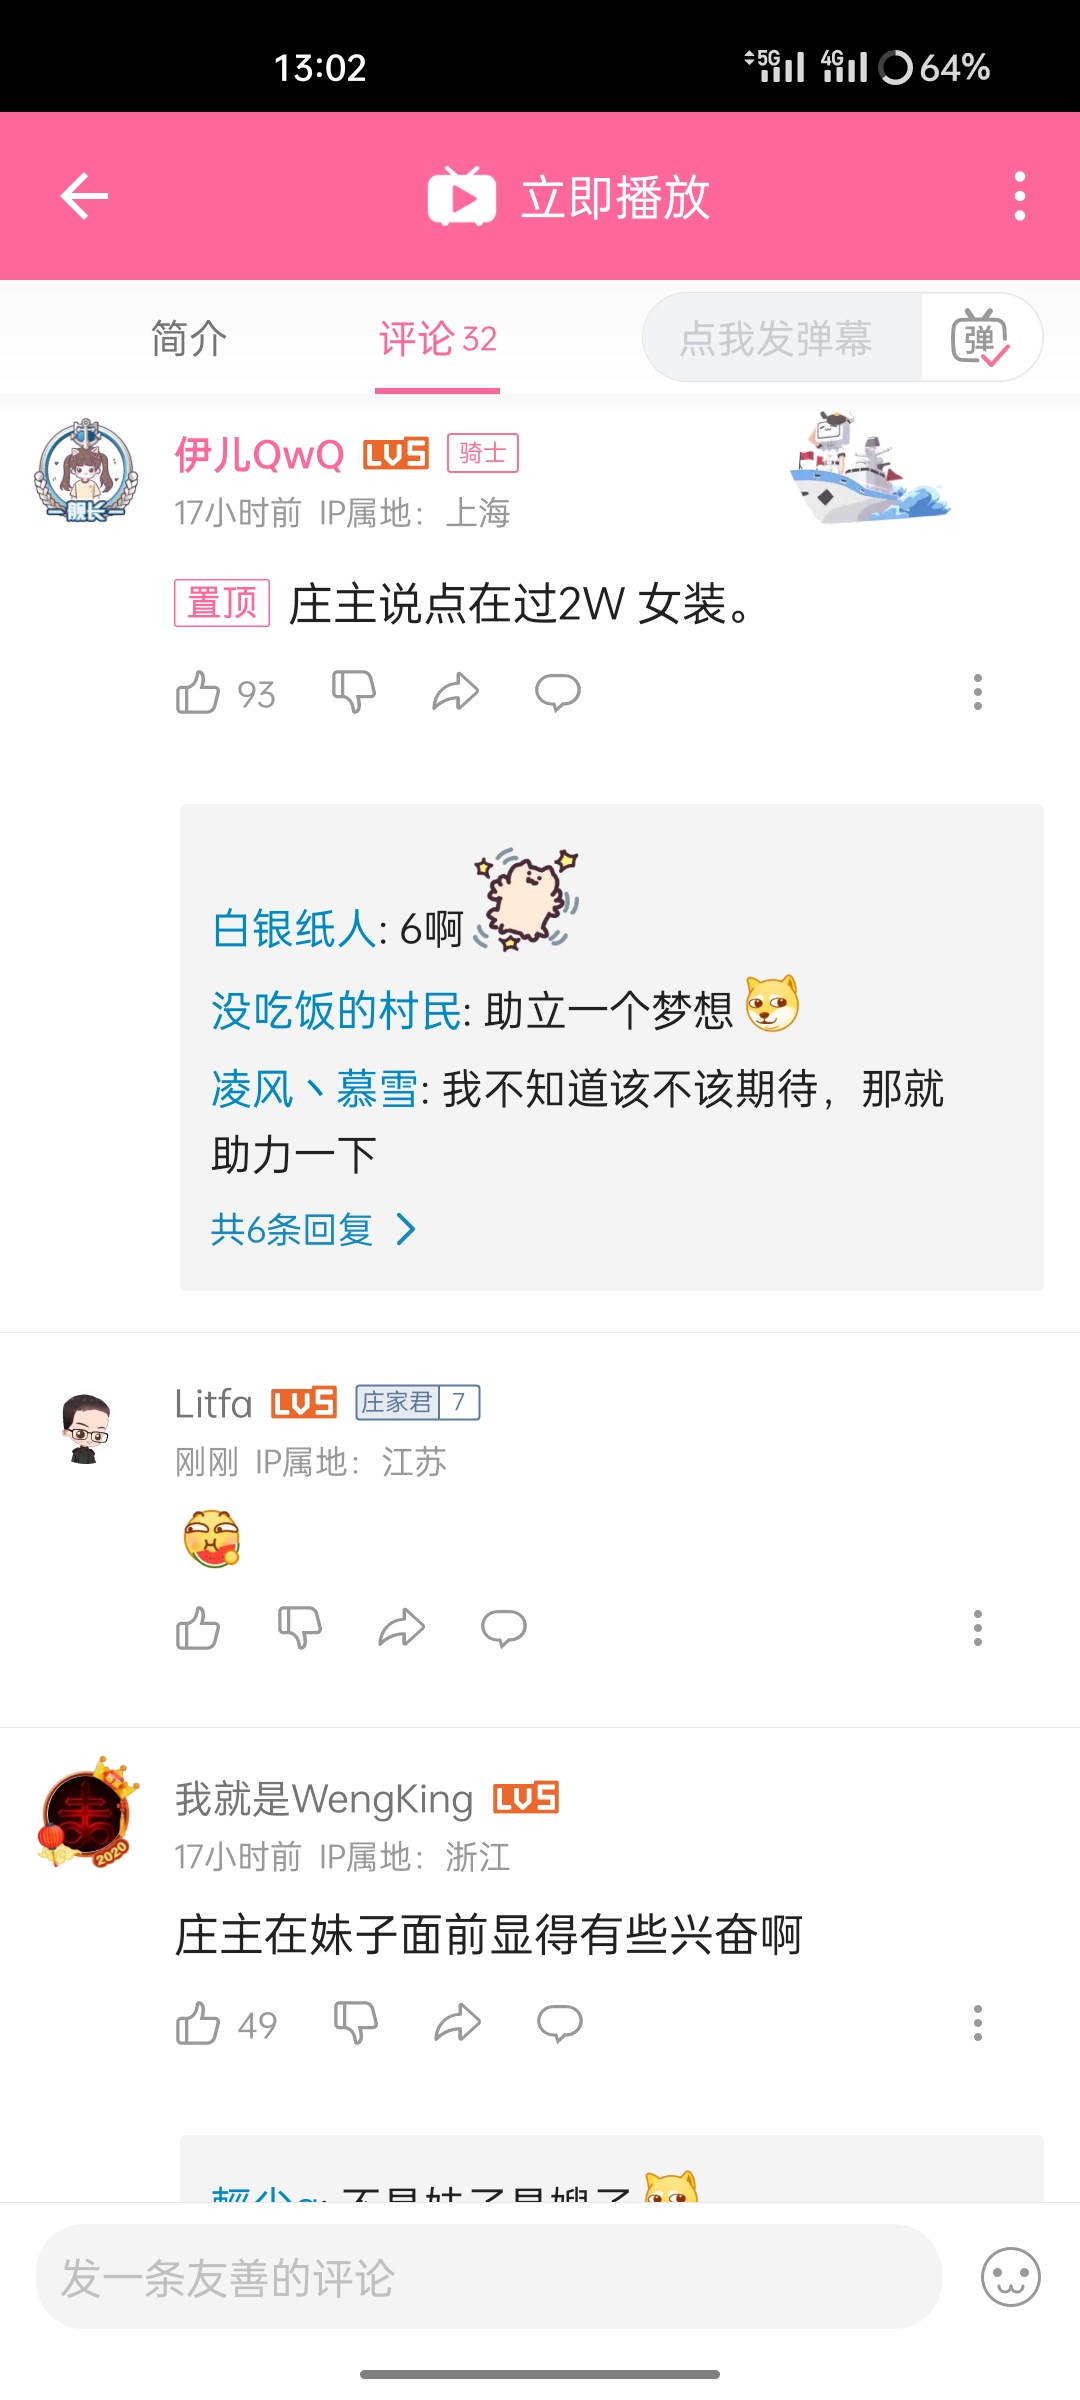 13:02 5G 4G 64%
立即播放
简介 评论 32 点我发弹幕 弹
伊儿QwQ LV5 骑士
17小时前 IP属地：上海
舰长
置顶 庄主说点在过2W 女装。
93
白银纸人: 6啊
没吃饭的村民: 助立一个梦想
凌风丶慕雪: 我不知道该不该期待，那就
助力一下
共6条回复
Litfa LV5 庄家君 7
刚刚 IP属地：江苏
我就是WengKing LV5
17小时前 IP属地：浙江
2020
庄主在妹子面前显得有些兴奋啊
49
发一条友善的评论